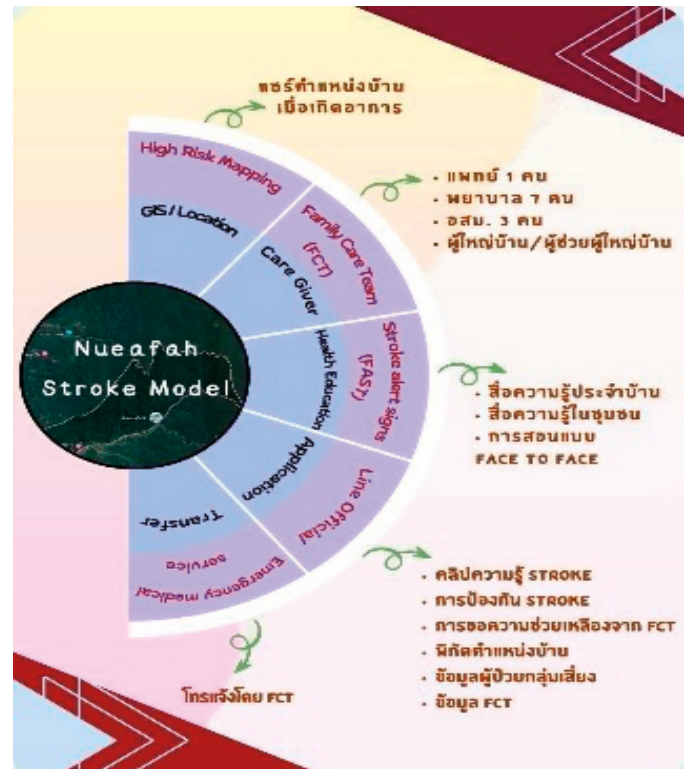 แชร์ตำแหน่งบ้าน
เมื่อเกิดอาการ
High Risk Mapping
GIS / Location
Family Care Team
(FCT)
Care Giver
• แพทย์ 1 คน
• พยาบาล 7 คน
• อสม. 3 คน
• ผู้ใหญ่บ้าน/ผู้ช่วยผู้ใหญ่บ้าน
Nueafah
Stroke Model
Stroke alert signs
(FAST)
Health Education
• สื่อความรู้ประจำบ้าน
• สื่อความรู้ในชุมชน
• การสอนแบบ
FACE TO FACE
Line Official
Application
• คลิปความรู้ STROKE
• การป้องกัน STROKE
• การขอความช่วยเหลืองจาก FCT
• พิกัดตำแหน่งบ้าน
• ข้อมูลผู้ป่วยกลุ่มเสี่ยง
• ข้อมูล FCT
Transfer
Emergency medical
service
โทรแจ้งโดย FCT